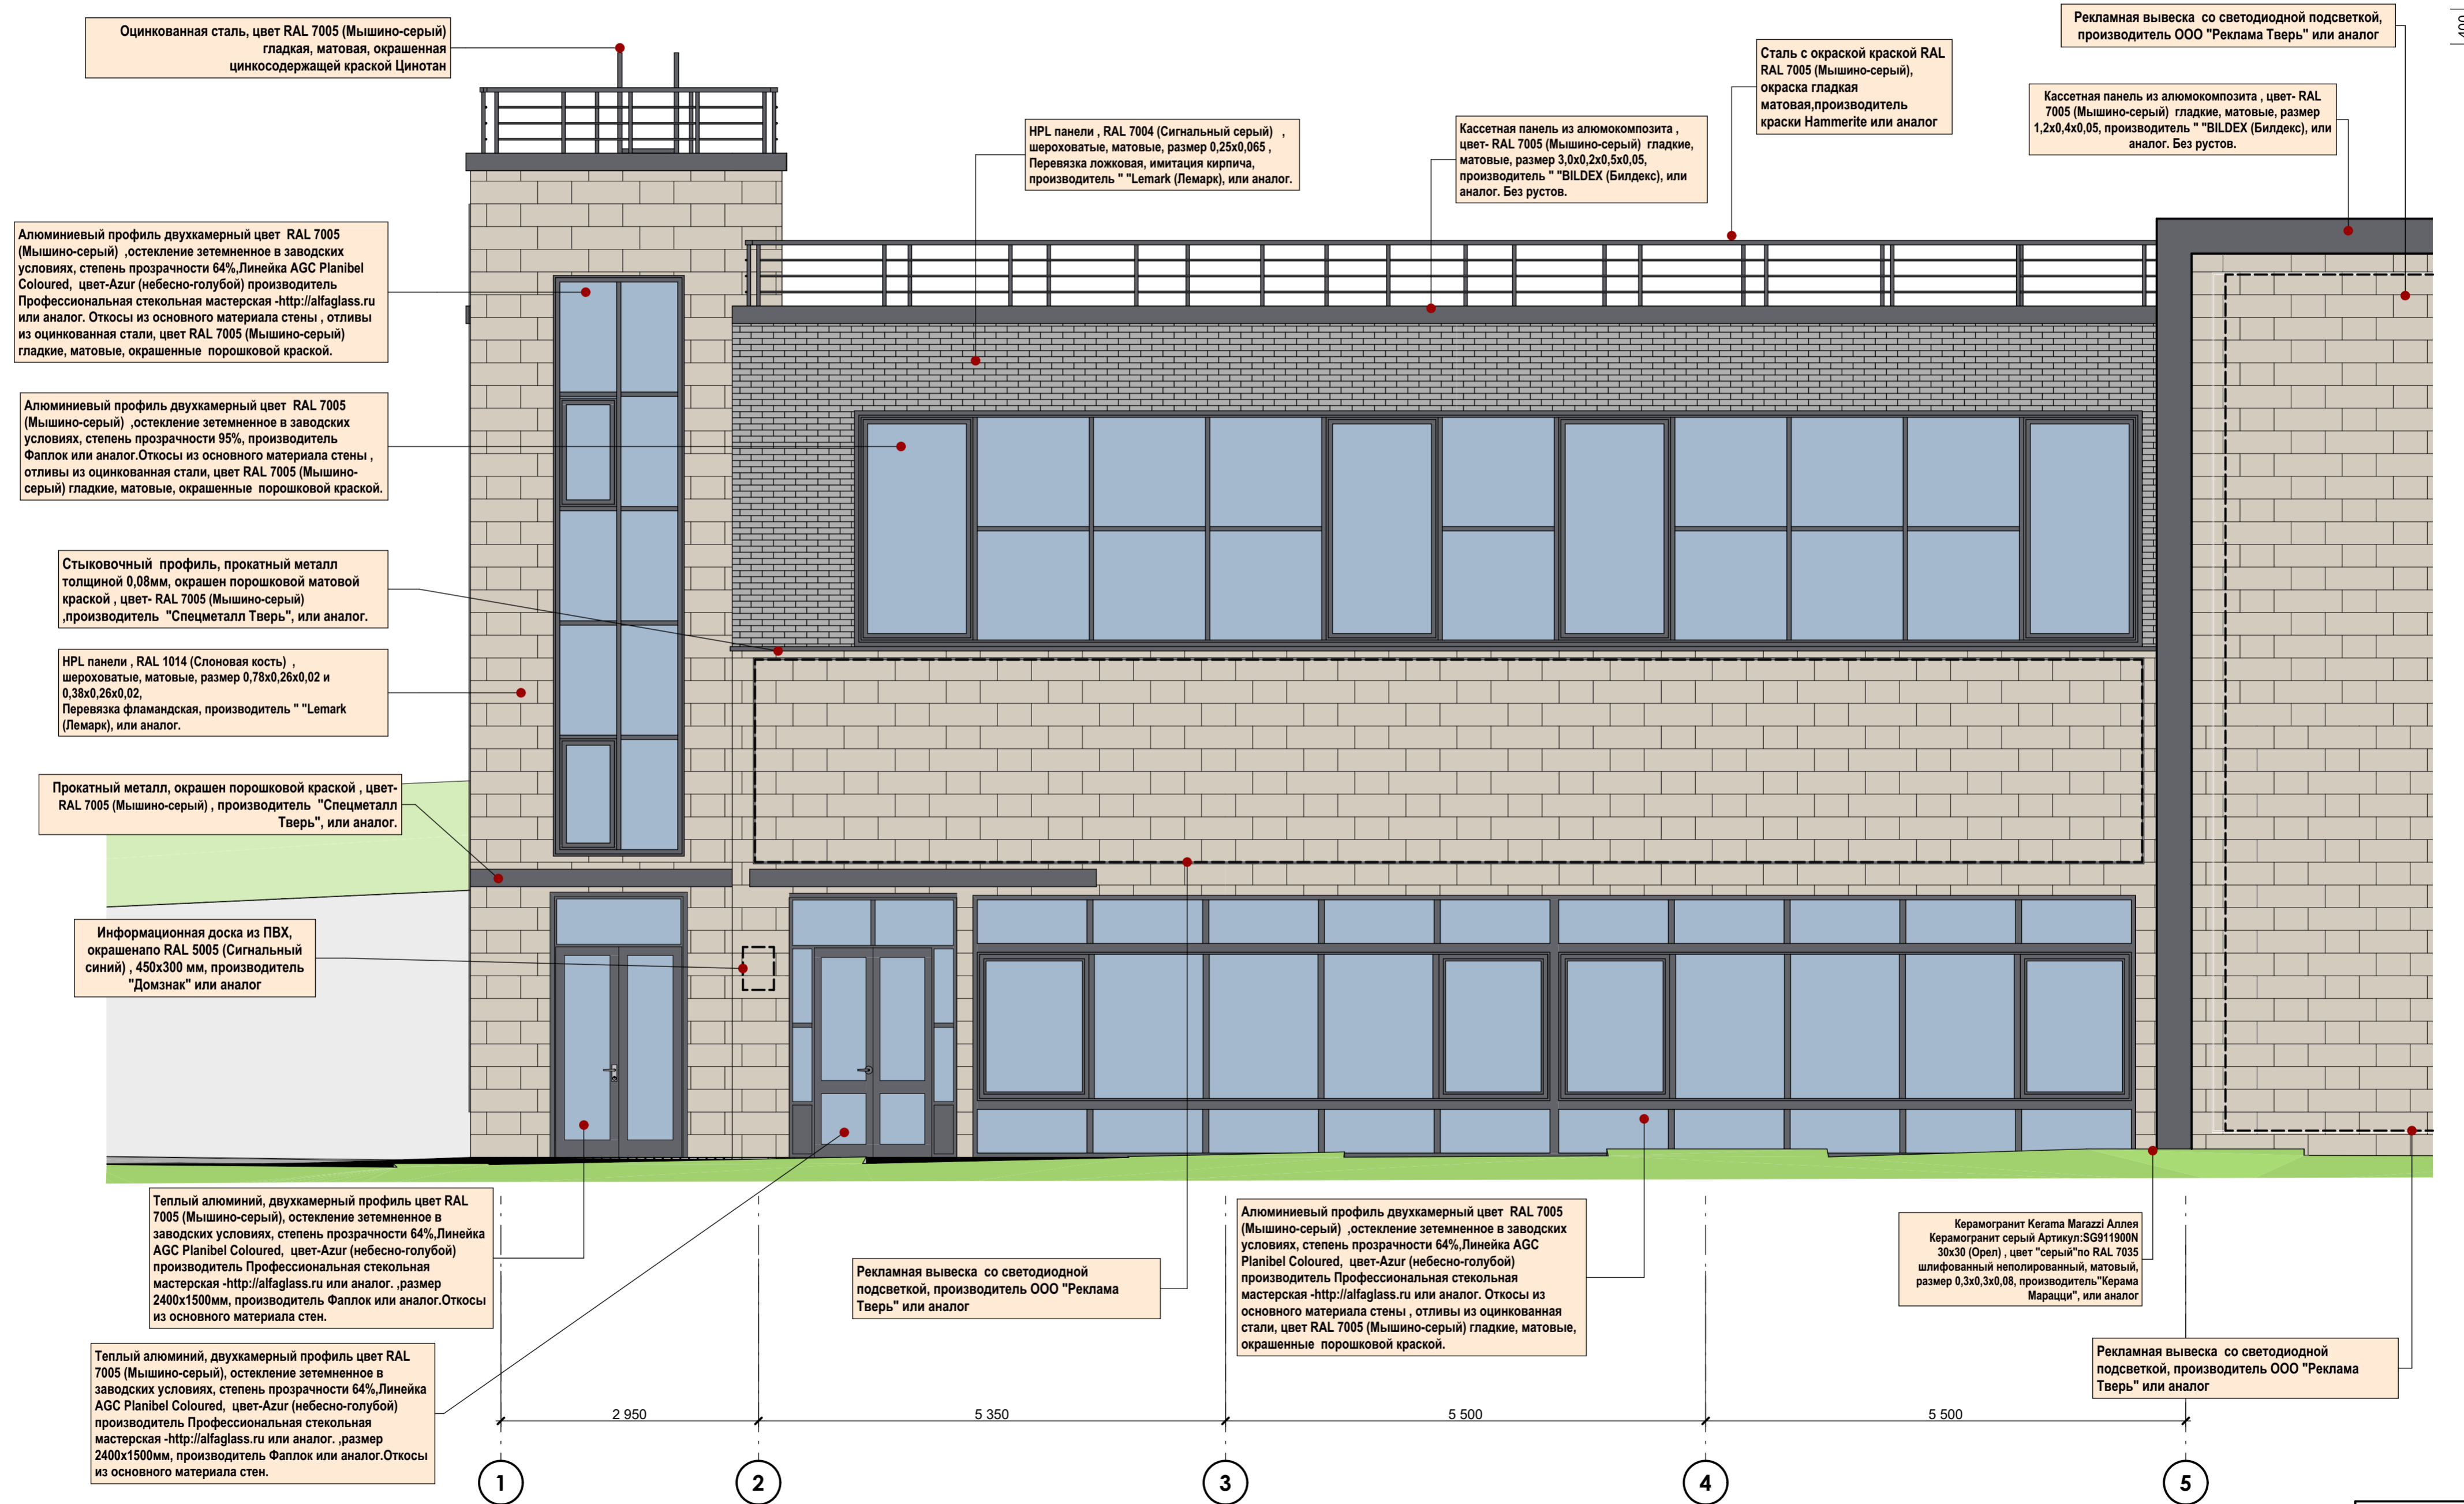 Оцинкованная сталь, цвет RAL 7005 (Мышино-серый)
гладкая, матовая, окрашенная
цинкосодержащей краской Цинотан
Рекламная вывеска со светодиодной подсветкой,
производитель ООО "Реклама Тверь" или аналог
400
Сталь с окраской краской RAL
RAL 7005 (Мышино-серый),
окраска гладкая
матовая,производитель
краски Hammerite или аналог
Кассетная панель из алюмокомпозита , цвет- RAL
7005 (Мышино-серый) гладкие, матовые, размер
1,2х0,4х0,05, производитель " "BILDEX (Билдекс), или
аналог. Без рустов.
HPL панели , RAL 7004 (Сигнальный серый) ,
шероховатые, матовые, размер 0,25х0,065 ,
Перевязка ложковая, имитация кирпича,
производитель " "Lemark (Лемарк), или аналог.
Кассетная панель из алюмокомпозита ,
цвет- RAL 7005 (Мышино-серый) гладкие,
матовые, размер 3,0х0,2х0,5х0,05,
производитель " "BILDEX (Билдекс), или
аналог. Без рустов.
Алюминиевый профиль двухкамерный цвет RAL 7005
(Мышино-серый) ,остекление зетемненное в заводских
условиях, степень прозрачности 64%,Линейка AGC Planibel
Coloured, цвет-Azur (небесно-голубой) производитель
Профессиональная стекольная мастерская -http://alfaglass.ru
или аналог. Откосы из основного материала стены , отливы
из оцинкованная стали, цвет RAL 7005 (Мышино-серый)
гладкие, матовые, окрашенные порошковой краской.
Алюминиевый профиль двухкамерный цвет RAL 7005
(Мышино-серый) ,остекление зетемненное в заводских
условиях, степень прозрачности 95%, производитель
Фаплок или аналог.Откосы из основного материала стены ,
отливы из оцинкованная стали, цвет RAL 7005 (Мышино-
серый) гладкие, матовые, окрашенные порошковой краской.
Стыковочный профиль, прокатный металл
толщиной 0,08мм, окрашен порошковой матовой
краской , цвет- RAL 7005 (Мышино-серый)
,производитель "Спецметалл Тверь", или аналог.
HPL панели , RAL 1014 (Слоновая кость) ,
шероховатые, матовые, размер 0,78х0,26х0,02 и
0,38х0,26х0,02,
Перевязка фламандская, производитель " "Lemark
(Лемарк), или аналог.
Прокатный металл, окрашен порошковой краской , цвет-
RAL 7005 (Мышино-серый) , производитель "Спецметалл
Тверь", или аналог.
Информационная доска из ПВХ,
окрашенапо RAL 5005 (Сигнальный
синий) , 450х300 мм, производитель
"Домзнак" или аналог
Теплый алюминий, двухкамерный профиль цвет RAL
7005 (Мышино-серый), остекление зетемненное в
заводских условиях, степень прозрачности 64%,Линейка
AGC Planibel Coloured, цвет-Azur (небесно-голубой)
производитель Профессиональная стекольная
мастерская -http://alfaglass.ru или аналог. ,размер
2400х1500мм, производитель Фаплок или аналог.Откосы
из основного материала стен.
Рекламная вывеска со светодиодной
подсветкой, производитель ООО "Реклама
Тверь" или аналог
Алюминиевый профиль двухкамерный цвет RAL 7005
(Мышино-серый) ,остекление зетемненное в заводских
условиях, степень прозрачности 64%,Линейка AGC
Planibel Coloured, цвет-Azur (небесно-голубой)
производитель Профессиональная стекольная
мастерская -http://alfaglass.ru или аналог. Откосы из
основного материала стены , отливы из оцинкованная
стали, цвет RAL 7005 (Мышино-серый) гладкие, матовые,
окрашенные порошковой краской.
Керамогранит Kerama Marazzi Аллея
Керамогранит серый Артикул:SG911900N
30х30 (Орел) , цвет "серый"по RAL 7035
шлифованный неполированный, матовый,
размер 0,3х0,3х0,08, производитель"Керама
Марацци", или аналог
Рекламная вывеска со светодиодной
подсветкой, производитель ООО "Реклама
Тверь" или аналог
Теплый алюминий, двухкамерный профиль цвет RAL
7005 (Мышино-серый), остекление зетемненное в
заводских условиях, степень прозрачности 64%,Линейка
AGC Planibel Coloured, цвет-Azur (небесно-голубой)
производитель Профессиональная стекольная
мастерская -http://alfaglass.ru или аналог. ,размер
2400х1500мм, производитель Фаплок или аналог.Откосы
из основного материала стен.
2 950 5 350 5 500 5 500
1 2 3 4 5